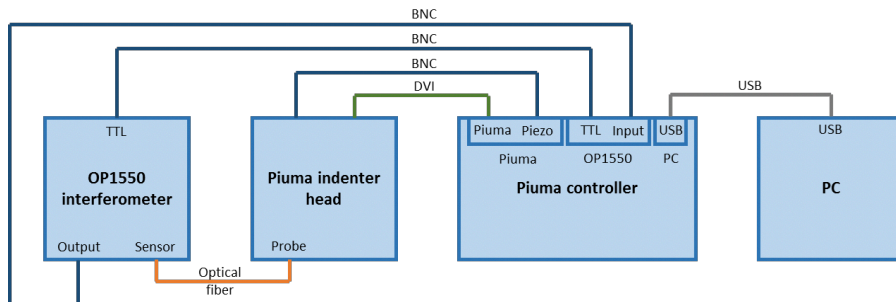 BNC
BNC
BNC
DVI
USB
TTL
Piuma Piezo TTL Input USB
USB
Piuma OP1550 PC
OP1550
interferometer
Piuma indenter
head
Piuma controller
PC
Output Sensor
Probe
Optical
fiber